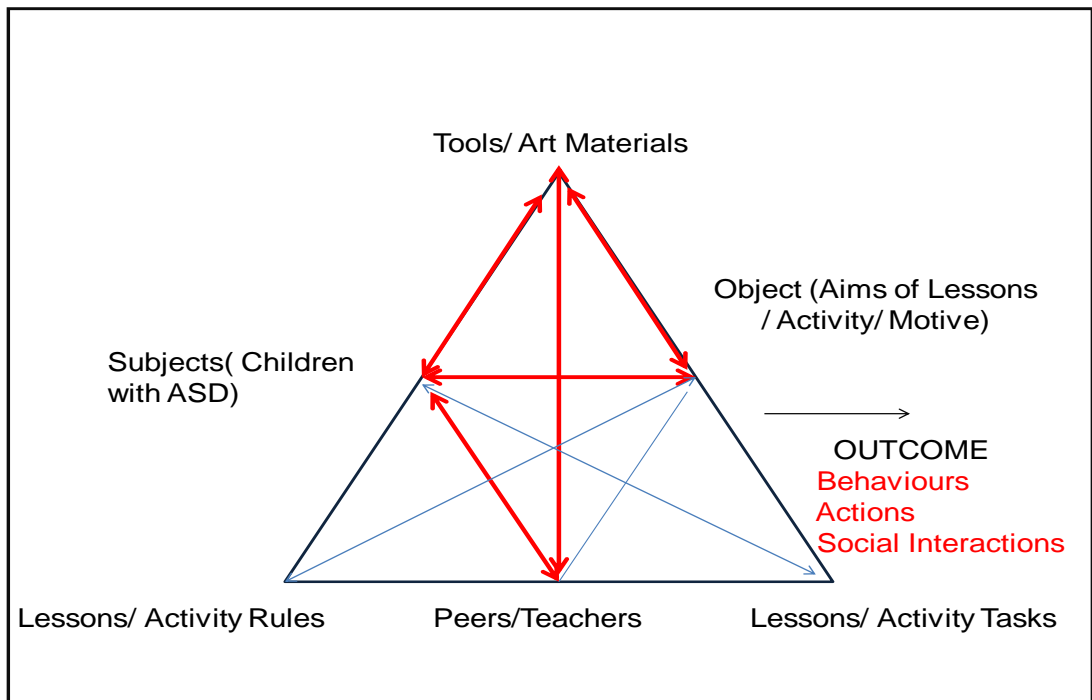 Tools/ Art Materials
Object (Aims of Lessons
/ Activity/ Motive)
Subjects( Children
with ASD)
OUTCOME
Behaviours
Actions
Social Interactions
Lessons/ Activity Rules
Peers/Teachers
Lessons/ Activity Tasks